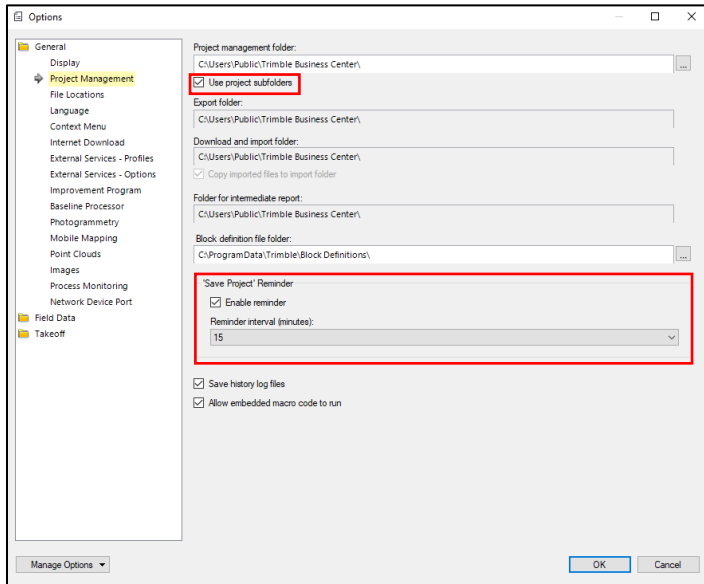 Options
General
Display
Project Management
File Locations
Language
Context Menu
Internet Download
External Services - Profiles
External Services - Options
Improvement Program
Baseline Processor
Photogrammetry
Mobile Mapping
Point Clouds
Images
Process Monitoring
Network Device Port
Field Data
Takeoff
Project management folder:
C:\Users\Public\Trimble Business Center\
...
Use project subfolders
Export folder:
C:\Users\Public\Trimble Business Center\
Download and import folder:
C:\Users\Public\Trimble Business Center\
Copy imported files to import folder
Folder for intermediate report:
C:\Users\Public\Trimble Business Center\
Block definition file folder:
C:\ProgramData\Trimble\Block Definitions\
...
'Save Project' Reminder
Enable reminder
Reminder interval (minutes):
15
Save history log files
Allow embedded macro code to run
Manage Options
OK
Cancel